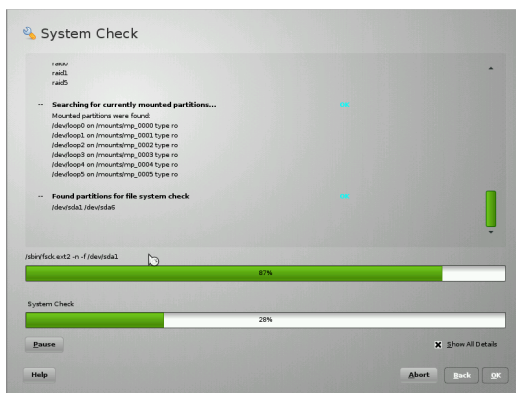 System Check
raid0
raid1
raid5
-- Searching for currently mounted partitions... <<
Mounted partitions were found:
/dev/loop0 on /mounts/mp_0000 type ro
/dev/loop1 on /mounts/mp_0001 type ro
/dev/loop2 on /mounts/mp_0002 type ro
/dev/loop3 on /mounts/mp_0003 type ro
/dev/loop4 on /mounts/mp_0004 type ro
/dev/loop5 on /mounts/mp_0005 type ro
-- Found partitions for file system check <<
/dev/sda1 /dev/sda6
/sbin/fsck.ext2 -n -f /dev/sda1
87%
System Check
28%
Pause
Show All Details
Help
Abort
Back
OK